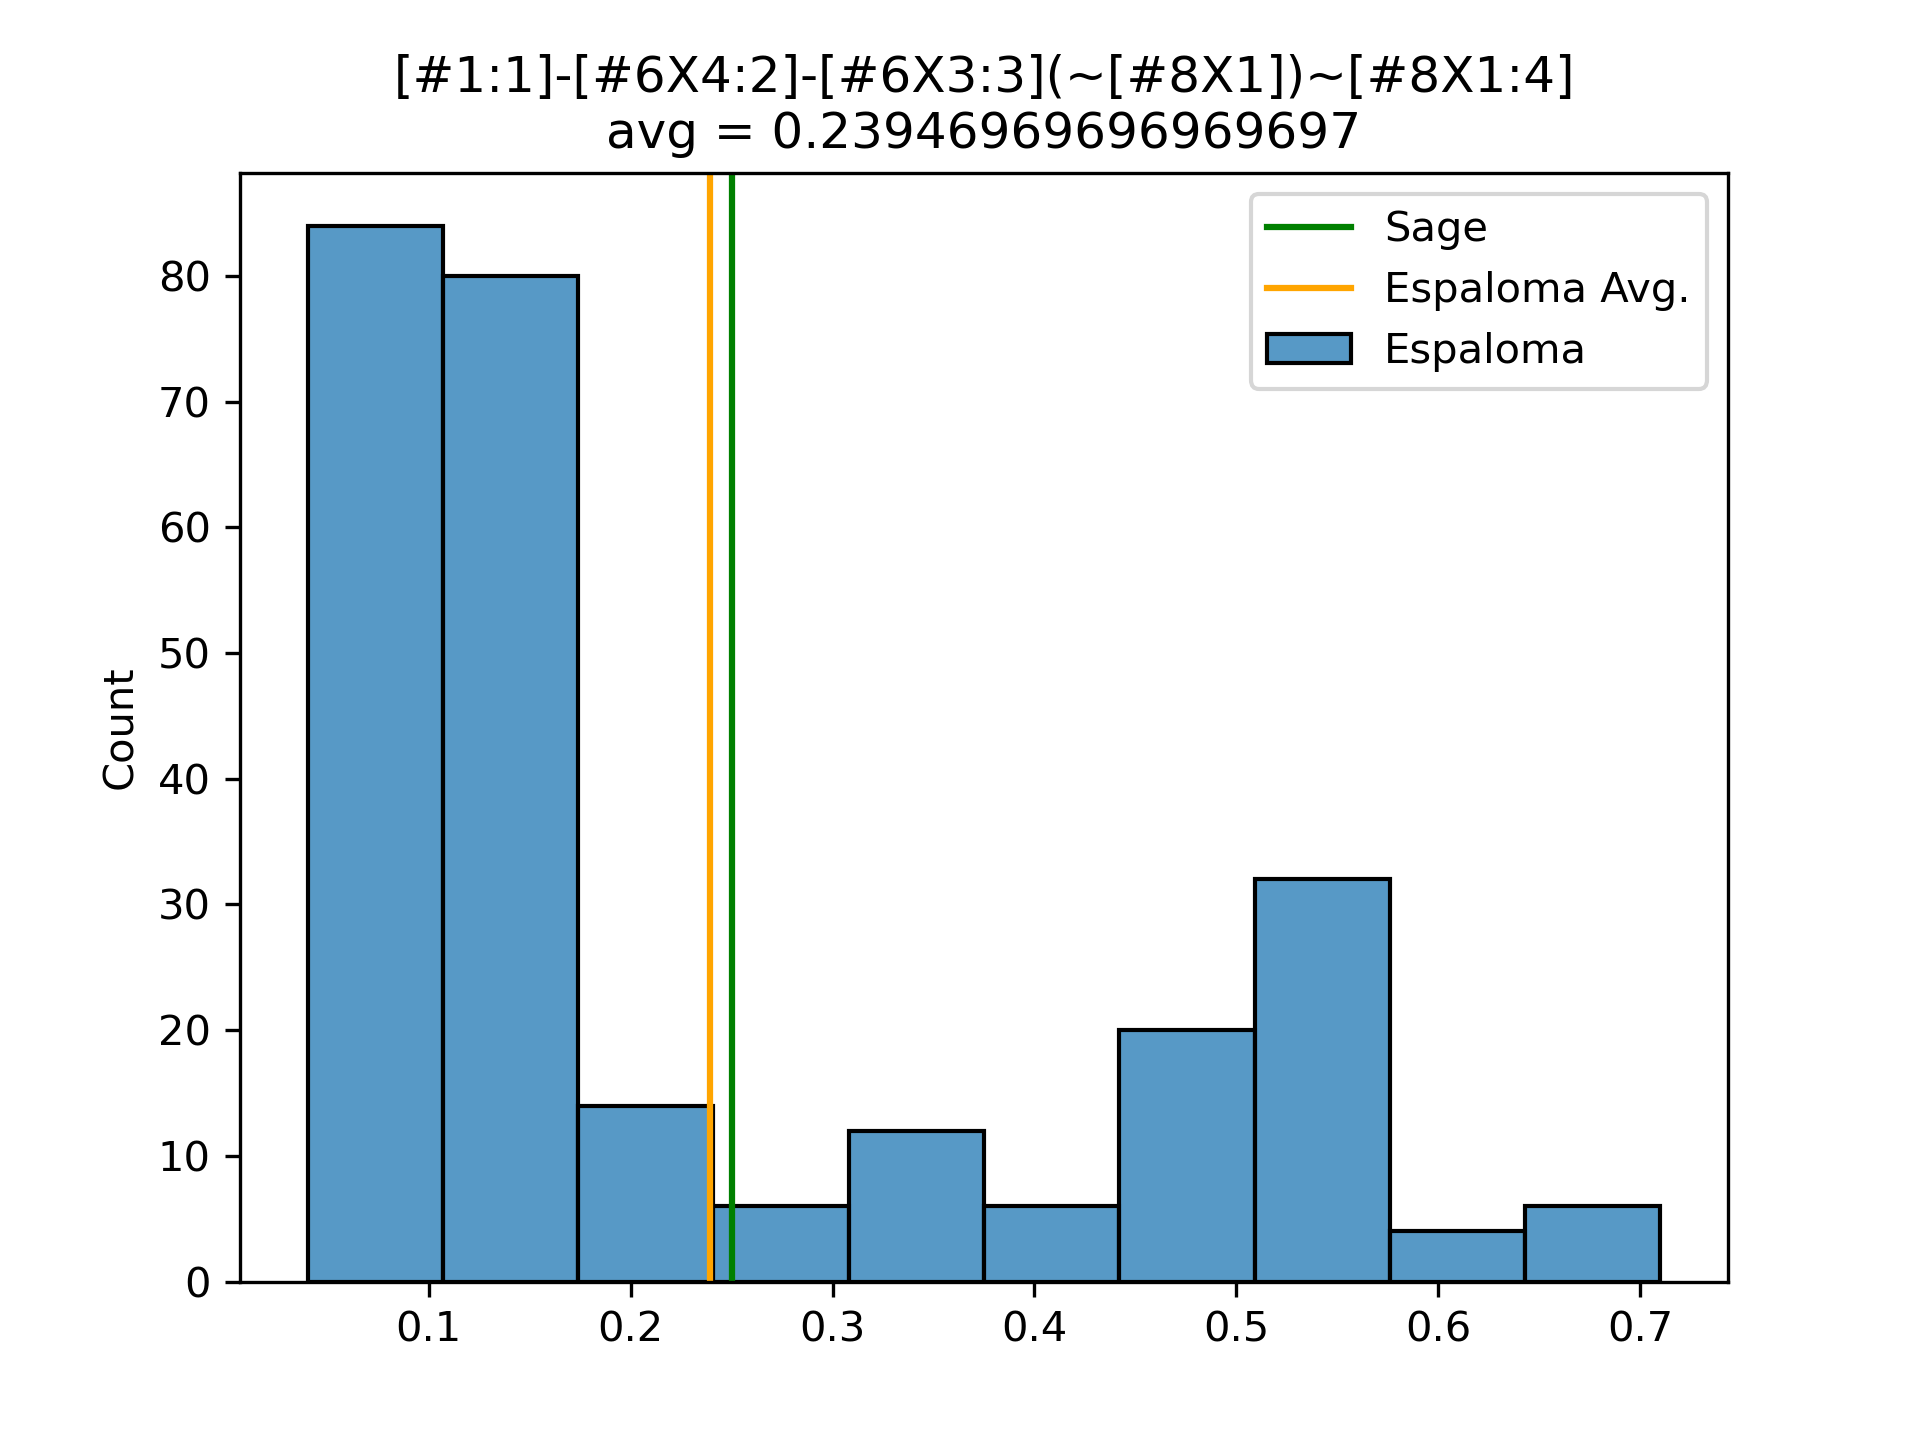 [#1:1]-[#6X4:2]-[#6X3:3](~[#8X1])~[#8X1:4]
avg = 0.23946969696969697
Sage
Espaloma Avg.
Espaloma
Count
80
70
60
50
40
30
20
10
0
0.1 0.2 0.3 0.4 0.5 0.6 0.7